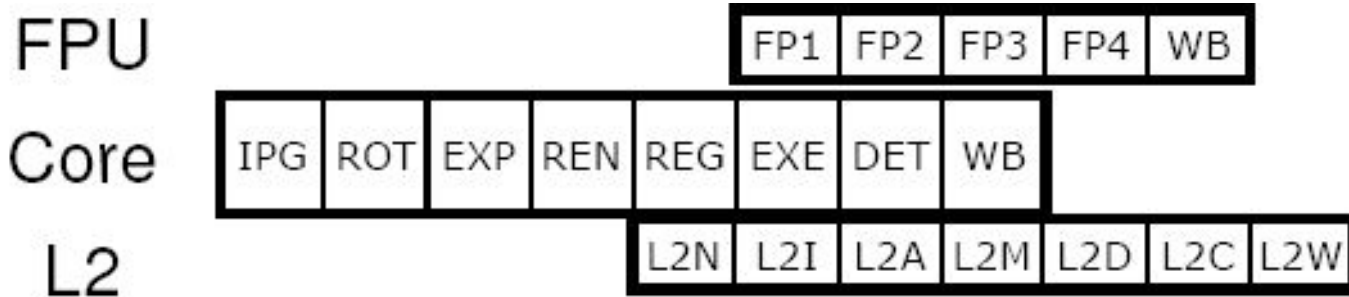 FPU FP1 FP2 FP3 FP4 WB
Core IPG ROT EXP REN REG EXE DET WB
L2 L2N L2I L2A L2M L2D L2C L2W